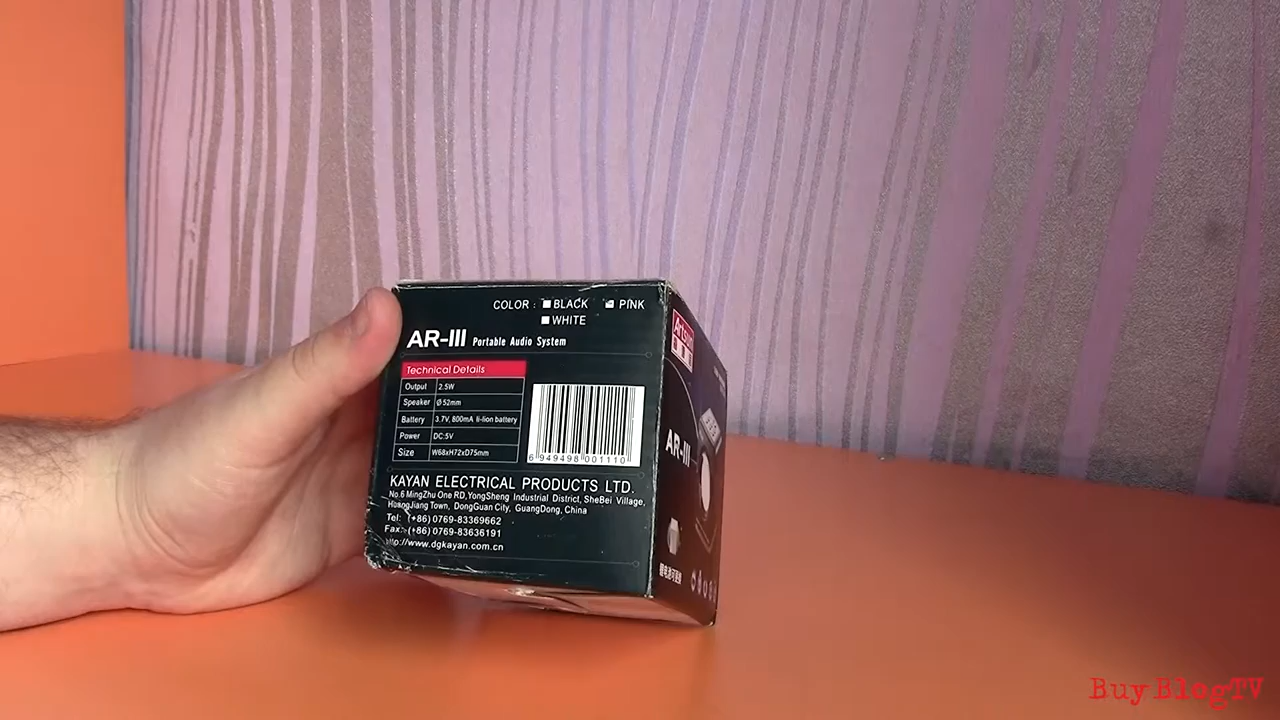 COLOR : BLACK PINK
WHITE
AR-III Portable Audio System
Technical Details
Output 2.5W
Speaker Ø 52mm
Battery 3.7V, 800mA li-lion battery
Power DC:5V
Size W68xH72xD75mm
6 949498 001110
KAYAN ELECTRICAL PRODUCTS LTD.
No.6 MingZhu One RD,YongSheng Industrial District, SheBei Village,
HuangJiang Town, DongGuan City, GuangDong, China
Tel: (+86) 0769-83369662
Fax: (+86) 0769-83636191
http://www.dgkayan.com.cn
AR-III
Buy BlogTV